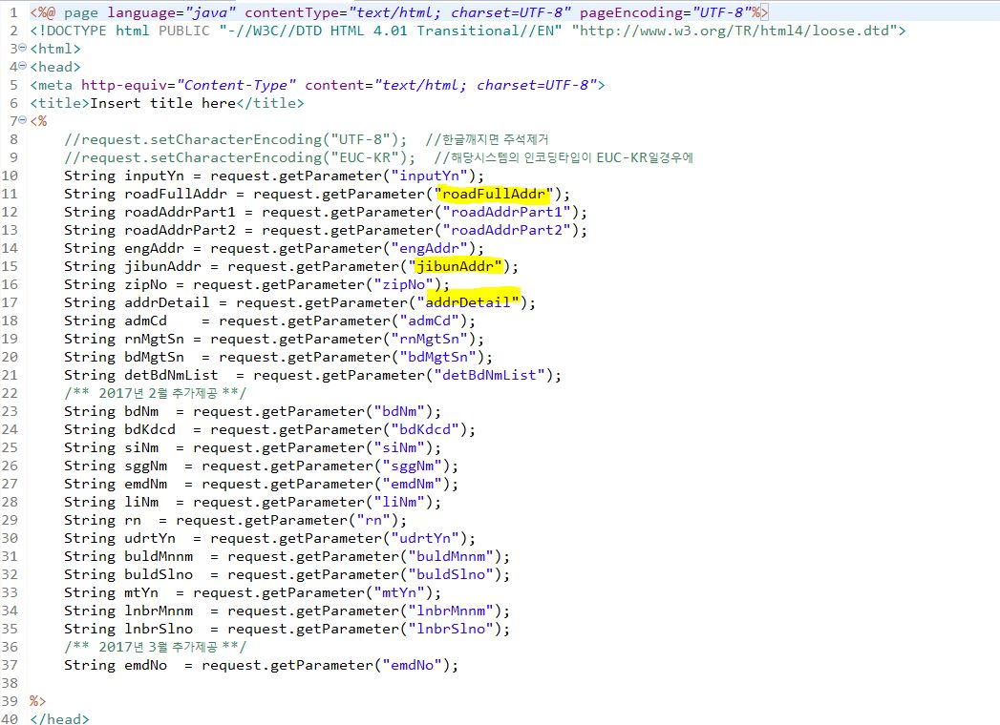 1 <%@ page language="java" contentType="text/html; charset=UTF-8" pageEncoding="UTF-8"%>
2 <!DOCTYPE html PUBLIC "-//W3C//DTD HTML 4.01 Transitional//EN" "http://www.w3.org/TR/html4/loose.dtd">
3 <html>
4 <head>
5 <meta http-equiv="Content-Type" content="text/html; charset=UTF-8">
6 <title>Insert title here</title>
7 <%
8     //request.setCharacterEncoding("UTF-8");  //한글깨지면 주석제거
9     //request.setCharacterEncoding("EUC-KR");  //해당시스템의 인코딩타입이 EUC-KR일경우에
10     String inputYn = request.getParameter("inputYn");
11     String roadFullAddr = request.getParameter("roadFullAddr");
12     String roadAddrPart1 = request.getParameter("roadAddrPart1");
13     String roadAddrPart2 = request.getParameter("roadAddrPart2");
14     String engAddr = request.getParameter("engAddr");
15     String jibunAddr = request.getParameter("jibunAddr");
16     String zipNo = request.getParameter("zipNo");
17     String addrDetail = request.getParameter("addrDetail");
18     String admCd    = request.getParameter("admCd");
19     String rnMgtSn = request.getParameter("rnMgtSn");
20     String bdMgtSn  = request.getParameter("bdMgtSn");
21     String detBdNmList  = request.getParameter("detBdNmList");
22     /** 2017년 2월 추가제공 **/
23     String bdNm  = request.getParameter("bdNm");
24     String bdKdcd  = request.getParameter("bdKdcd");
25     String siNm  = request.getParameter("siNm");
26     String sggNm  = request.getParameter("sggNm");
27     String emdNm  = request.getParameter("emdNm");
28     String liNm  = request.getParameter("liNm");
29     String rn  = request.getParameter("rn");
30     String udrtYn  = request.getParameter("udrtYn");
31     String buldMnnm  = request.getParameter("buldMnnm");
32     String buldSlno  = request.getParameter("buldSlno");
33     String mtYn  = request.getParameter("mtYn");
34     String lnbrMnnm  = request.getParameter("lnbrMnnm");
35     String lnbrSlno  = request.getParameter("lnbrSlno");
36     /** 2017년 3월 추가제공 **/
37     String emdNo  = request.getParameter("emdNo");
38
39 %>
40 </head>